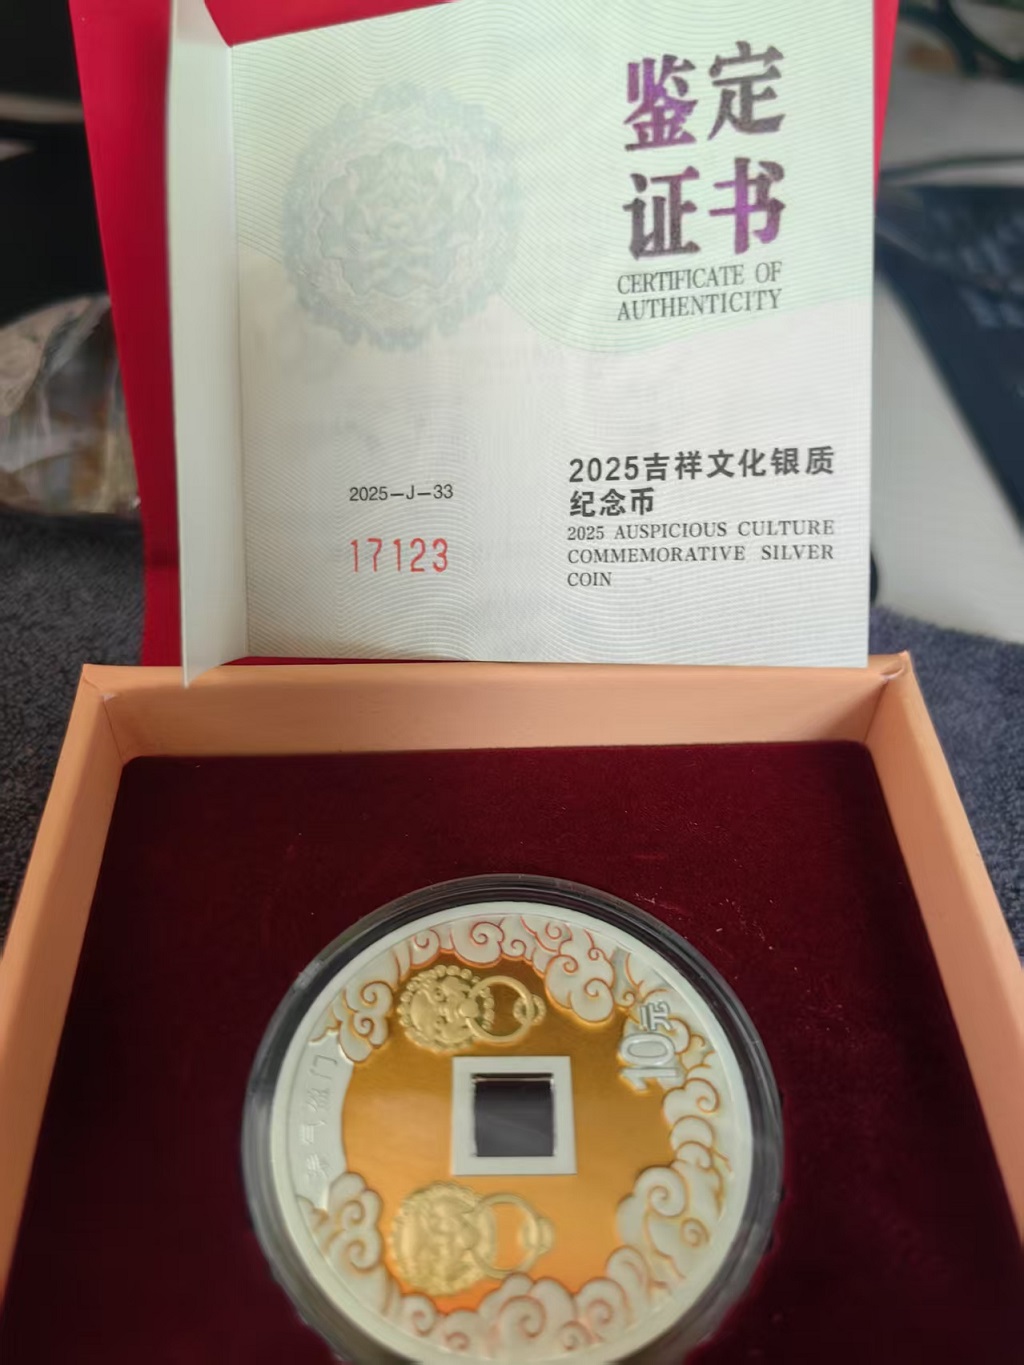 鉴定
证书
CERTIFICATE OF
AUTHENTICITY
2025吉祥文化银质
纪念币
2025 AUSPICIOUS CULTURE
COMMEMORATIVE SILVER
COIN
2025-J-33
17123
10元